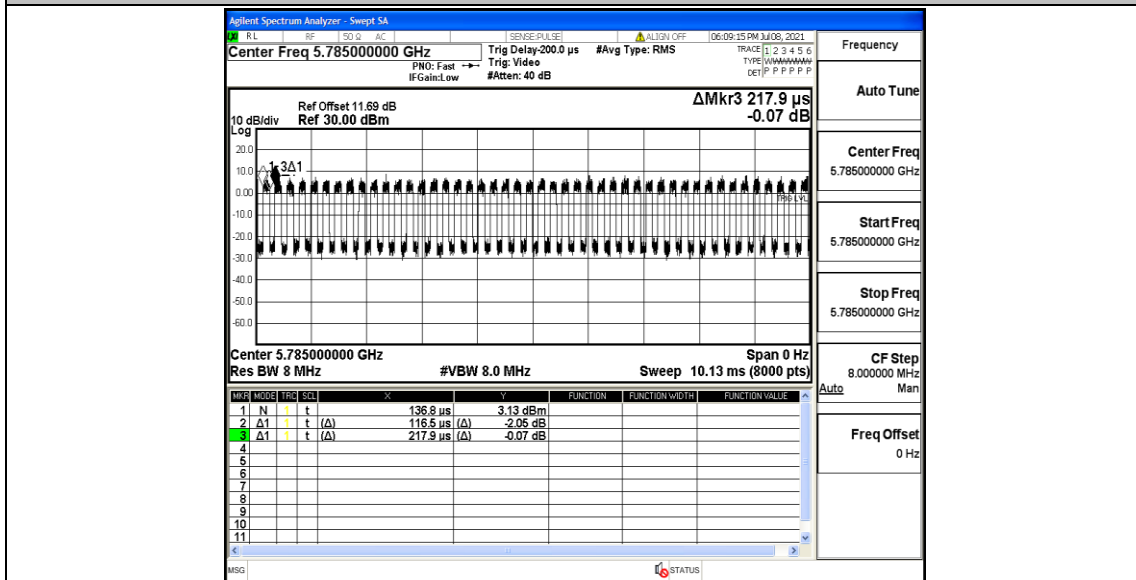 Agilent Spectrum Analyzer - Swept SA
RL RF 50 Ω AC SENSE:PULSE ALIGN OFF 06:09:15 PM Jul 08, 2021
Center Freq 5.785000000 GHz
PNO: Fast
IFGain:Low
Trig Delay-200.0 µs
Trig: Video
#Atten: 40 dB
#Avg Type: RMS
TRACE 1 2 3 4 5 6
TYPE
DET P P P P P P
ΔMkr3 217.9 µs
-0.07 dB
Ref Offset 11.69 dB
10 dB/div Ref 30.00 dBm
Log
20.0
10.0
0.00
-10.0
-20.0
-30.0
-40.0
-50.0
-60.0
1 3Δ1
TRIG LVL
Center 5.785000000 GHz Span 0 Hz
Res BW 8 MHz #VBW 8.0 MHz Sweep 10.13 ms (8000 pts)
MKR MODE TRC SCL X Y FUNCTION FUNCTION WIDTH FUNCTION VALUE
1 N 1 t 136.8 µs 3.13 dBm
2 Δ1 1 t (Δ) 116.5 µs (Δ) -2.05 dB
3 Δ1 1 t (Δ) 217.9 µs (Δ) -0.07 dB
4
5
6
7
8
9
10
11
MSG STATUS
Frequency
Auto Tune
Center Freq
5.785000000 GHz
Start Freq
5.785000000 GHz
Stop Freq
5.785000000 GHz
CF Step
8.000000 MHz
Auto Man
Freq Offset
0 Hz